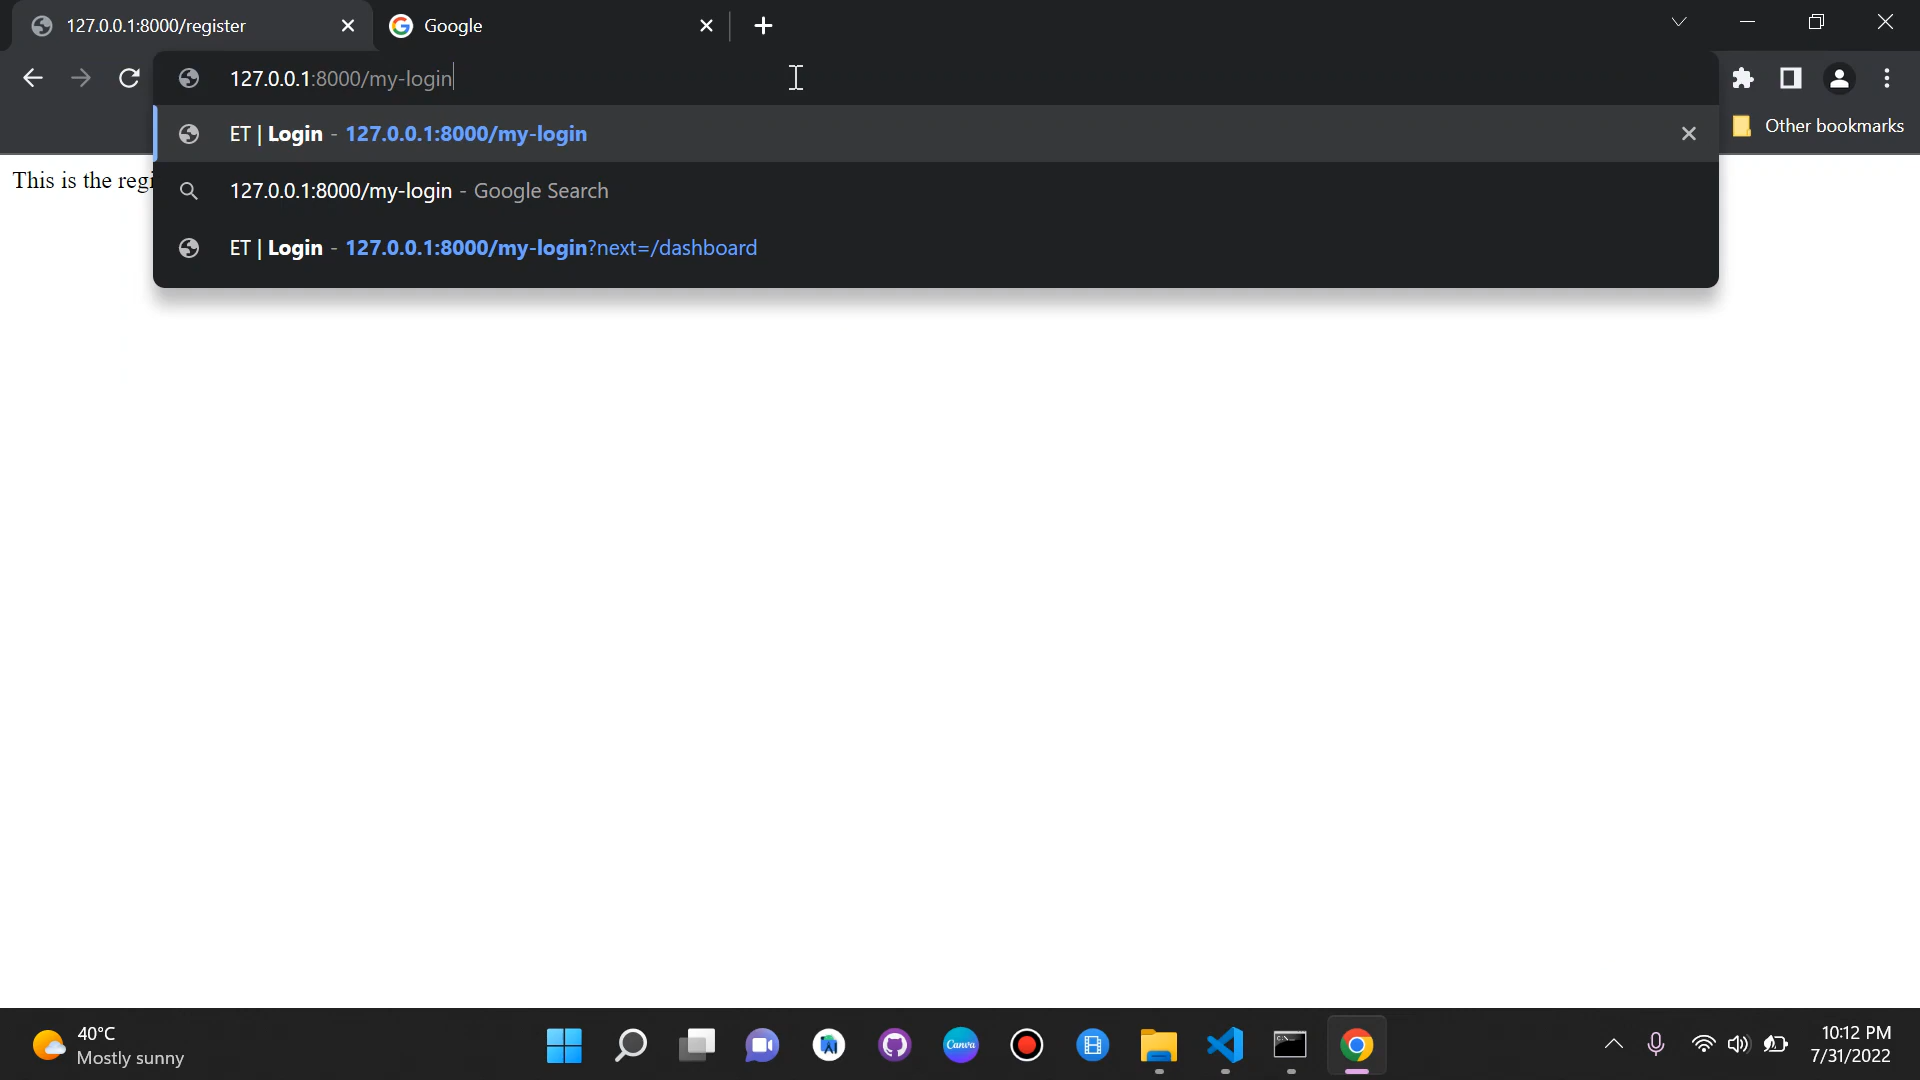 127.0.0.1:8000/register
Google
127.0.0.1:8000/my-login
ET | Login - 127.0.0.1:8000/my-login
Other bookmarks
This is the regi
127.0.0.1:8000/my-login - Google Search
ET | Login - 127.0.0.1:8000/my-login?next=/dashboard
40°C
Mostly sunny
Canva
10:12 PM
7/31/2022